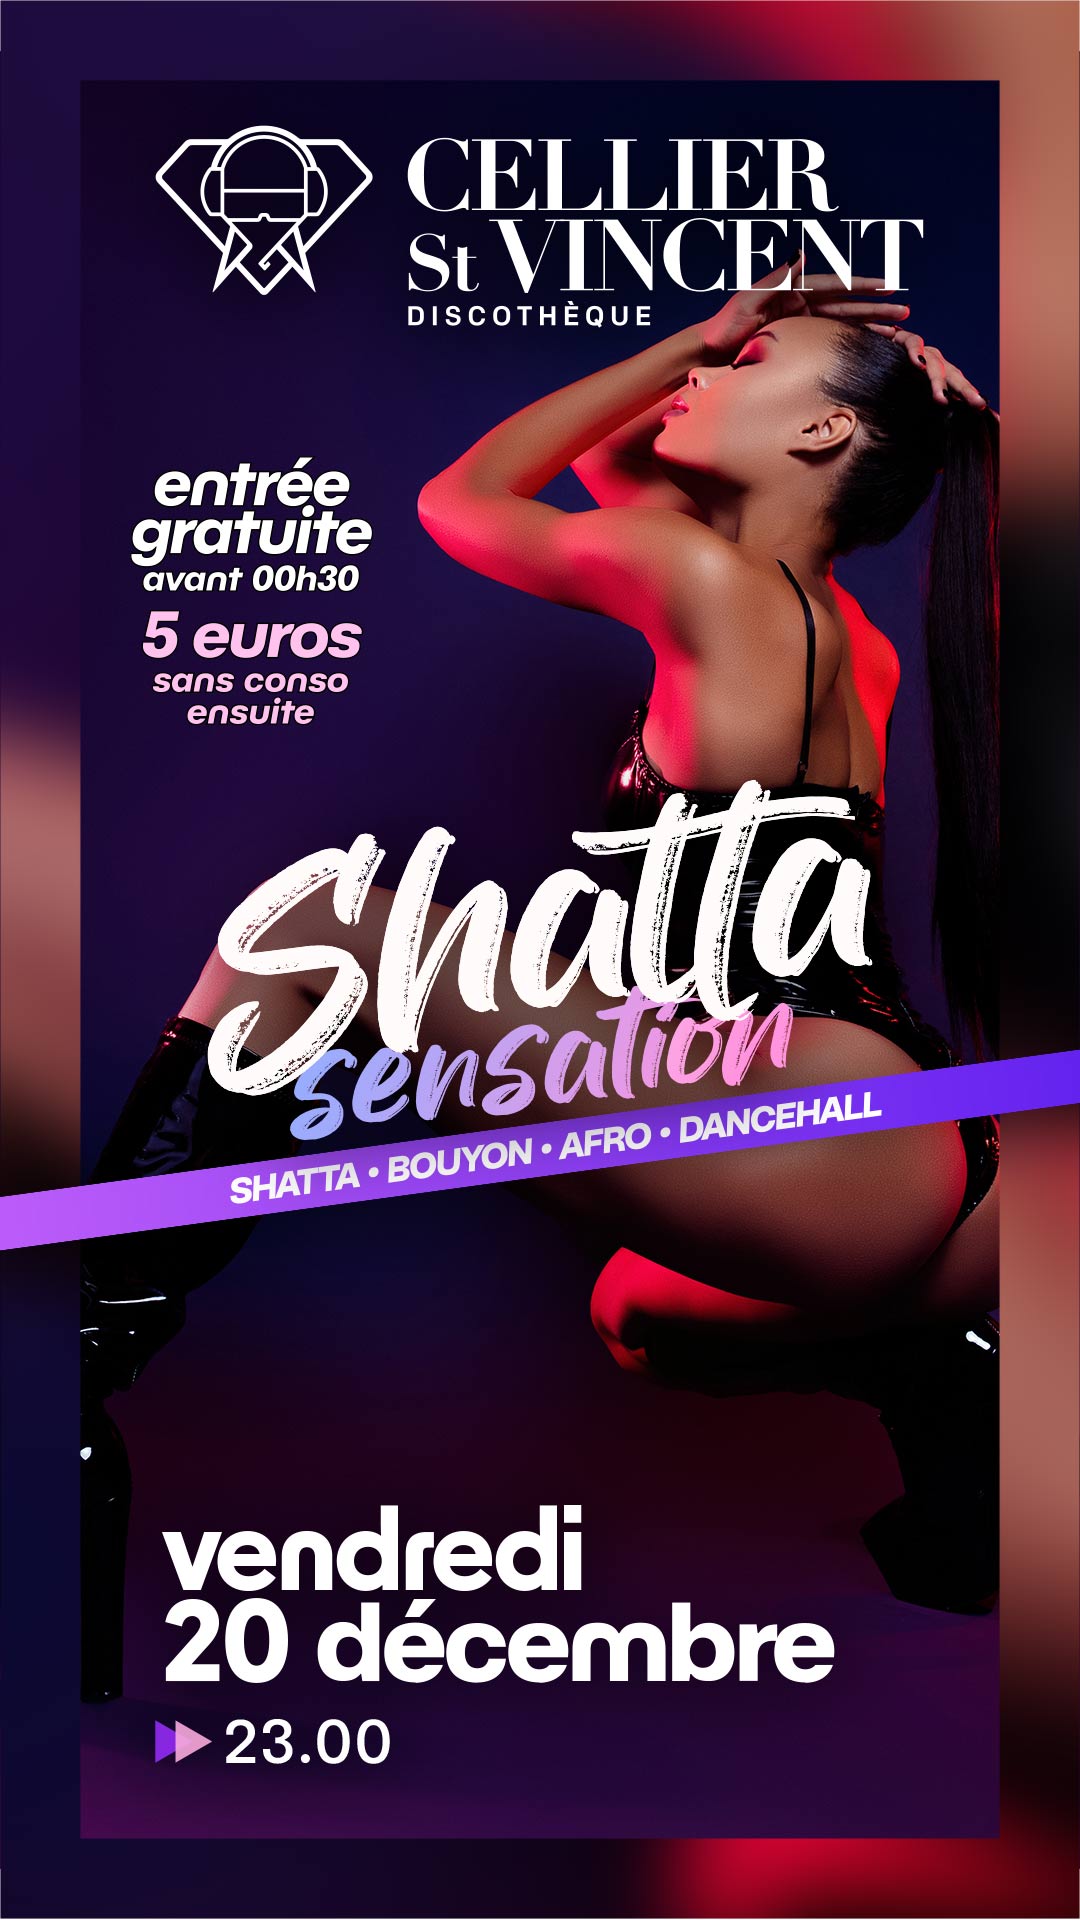 CELLIER
St VINCENT
DISCOTHÈQUE
entrée
gratuite
avant 00h30
5 euros
sans conso
ensuite
Shatta
sensation
SHATTA • BOUYON • AFRO • DANCEHALL
vendredi
20 décembre
23.00